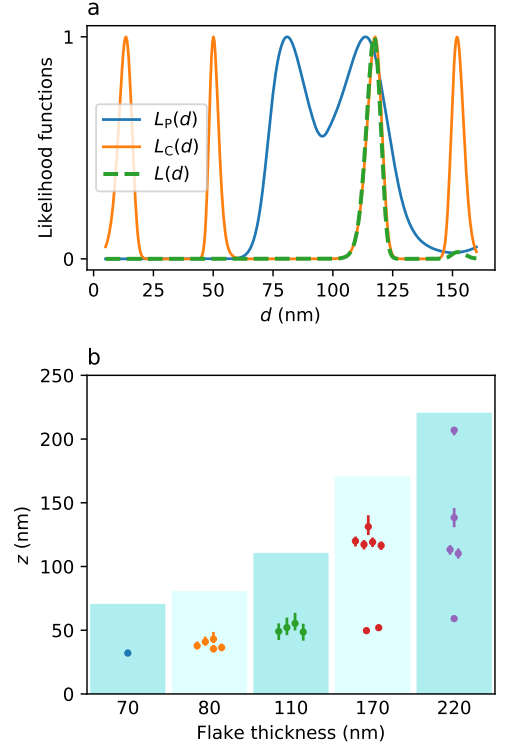 a
1
0
Likelihood functions
L_P(d)
L_C(d)
L(d)
0 25 50 75 100 125 150
d (nm)
b
250
200
150
100
50
0
z (nm)
70 80 110 170 220
Flake thickness (nm)